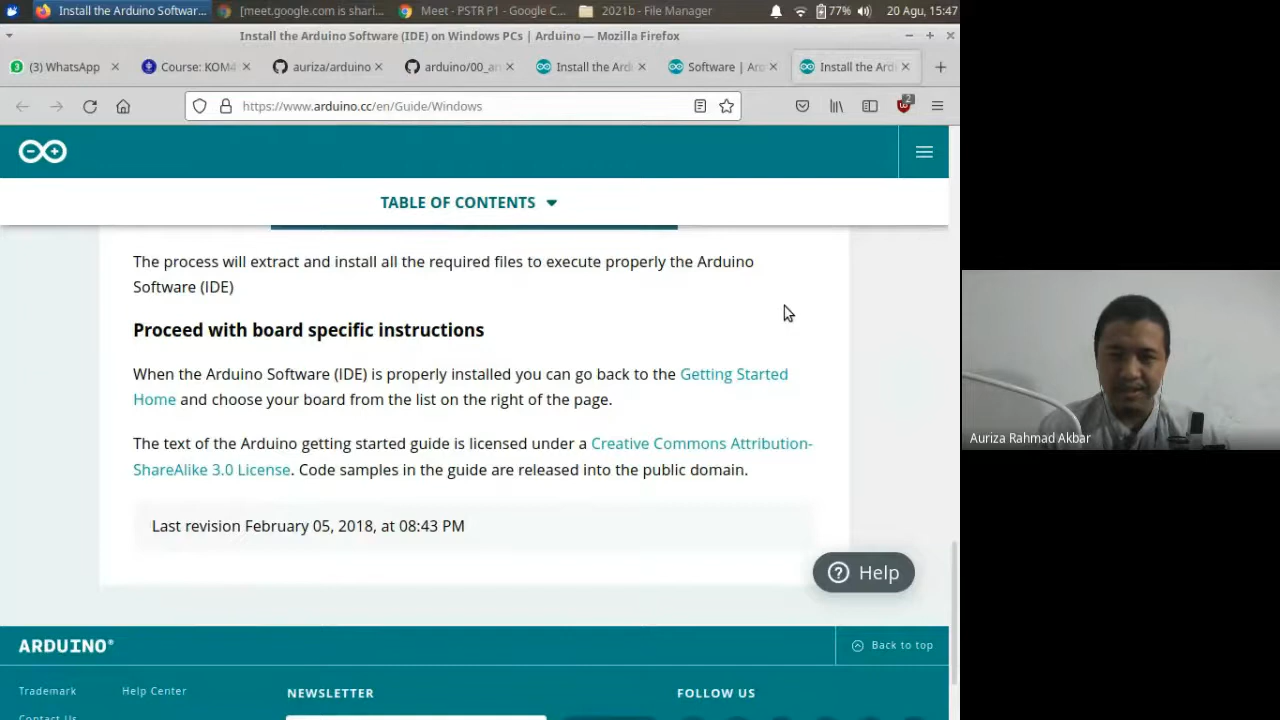 Install the Arduino Softwar...
[meet.google.com is shari...
Meet - PSTR P1 - Google C...
2021b - File Manager
77%
20 Agu, 15:47
Install the Arduino Software (IDE) on Windows PCs | Arduino — Mozilla Firefox
(3) WhatsApp
Course: KOM4
auriza/arduino
arduino/00_ar
Install the Ard
Software | Ardu
Install the Ard
https://www.arduino.cc/en/Guide/Windows
2
TABLE OF CONTENTS
The process will extract and install all the required files to execute properly the Arduino
Software (IDE)
Proceed with board specific instructions
When the Arduino Software (IDE) is properly installed you can go back to the Getting Started
Home and choose your board from the list on the right of the page.
The text of the Arduino getting started guide is licensed under a Creative Commons Attribution-
ShareAlike 3.0 License. Code samples in the guide are released into the public domain.
Last revision February 05, 2018, at 08:43 PM
Help
ARDUINO®
Back to top
Trademark
Help Center
NEWSLETTER
FOLLOW US
Contact Us
Auriza Rahmad Akbar